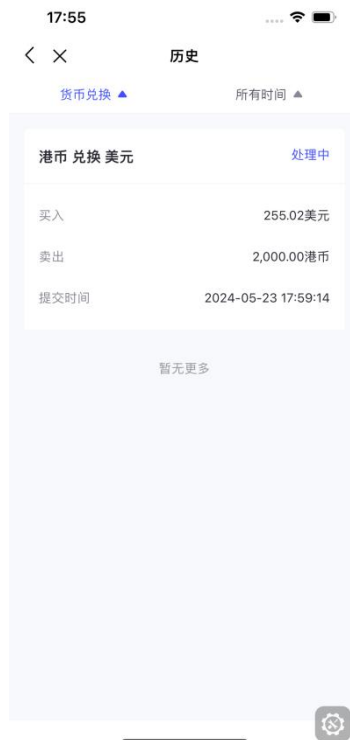 17:55
历史
货币兑换 所有时间
港币 兑换 美元 处理中
买入 255.02美元
卖出 2,000.00港币
提交时间 2024-05-23 17:59:14
暂无更多